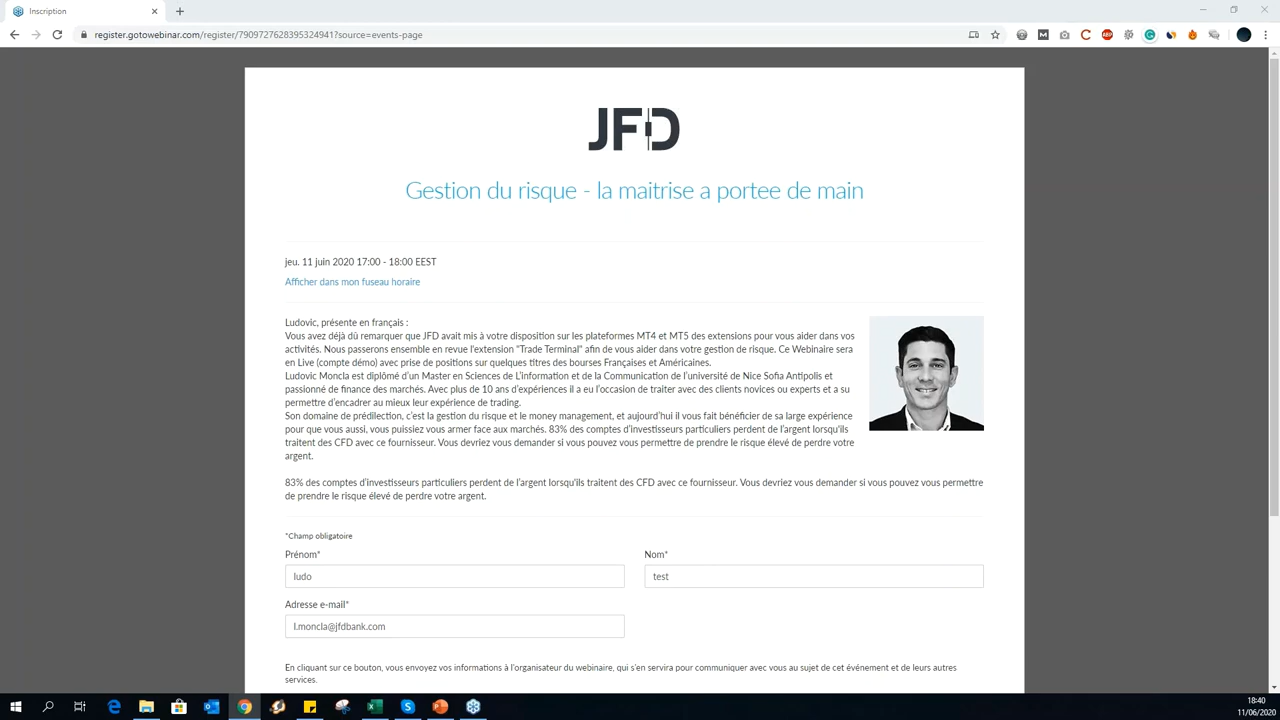 Inscription
register.gotowebinar.com/register/7909727628395324941?source=events-page
JFD
Gestion du risque - la maitrise a portee de main
jeu. 11 juin 2020 17:00 - 18:00 EEST
Afficher dans mon fuseau horaire
Ludovic, présente en français :
Vous avez déjà dû remarquer que JFD avait mis à votre disposition sur les plateformes MT4 et MT5 des extensions pour vous aider dans vos
activités. Nous passerons ensemble en revue l'extension "Trade Terminal" afin de vous aider dans votre gestion de risque. Ce Webinaire sera
en Live (compte démo) avec prise de positions sur quelques titres des bourses Françaises et Américaines.
Ludovic Moncla est diplômé d'un Master en Sciences de L'information et de la Communication de l'université de Nice Sofia Antipolis et
passionné de finance des marchés. Avec plus de 10 ans d'expériences il a eu l'occasion de traiter avec des clients novices ou experts et a su
permettre d'encadrer au mieux leur expérience de trading.
Son domaine de prédilection, c'est la gestion du risque et le money management, et aujourd'hui il vous fait bénéficier de sa large expérience
pour que vous aussi, vous puissiez vous armer face aux marchés. 83% des comptes d'investisseurs particuliers perdent de l'argent lorsqu'ils
traitent des CFD avec ce fournisseur. Vous devriez vous demander si vous pouvez vous permettre de prendre le risque élevé de perdre votre
argent.
83% des comptes d'investisseurs particuliers perdent de l'argent lorsqu'ils traitent des CFD avec ce fournisseur. Vous devriez vous demander si vous pouvez vous permettre
de prendre le risque élevé de perdre votre argent.
*Champ obligatoire
Prénom* Nom*
ludo test
Adresse e-mail*
l.moncla@jfdbank.com
En cliquant sur ce bouton, vous envoyez vos informations à l'organisateur du webinaire, qui s'en servira pour communiquer avec vous au sujet de cet événement et de leurs autres
services.
18:40
11/06/2020